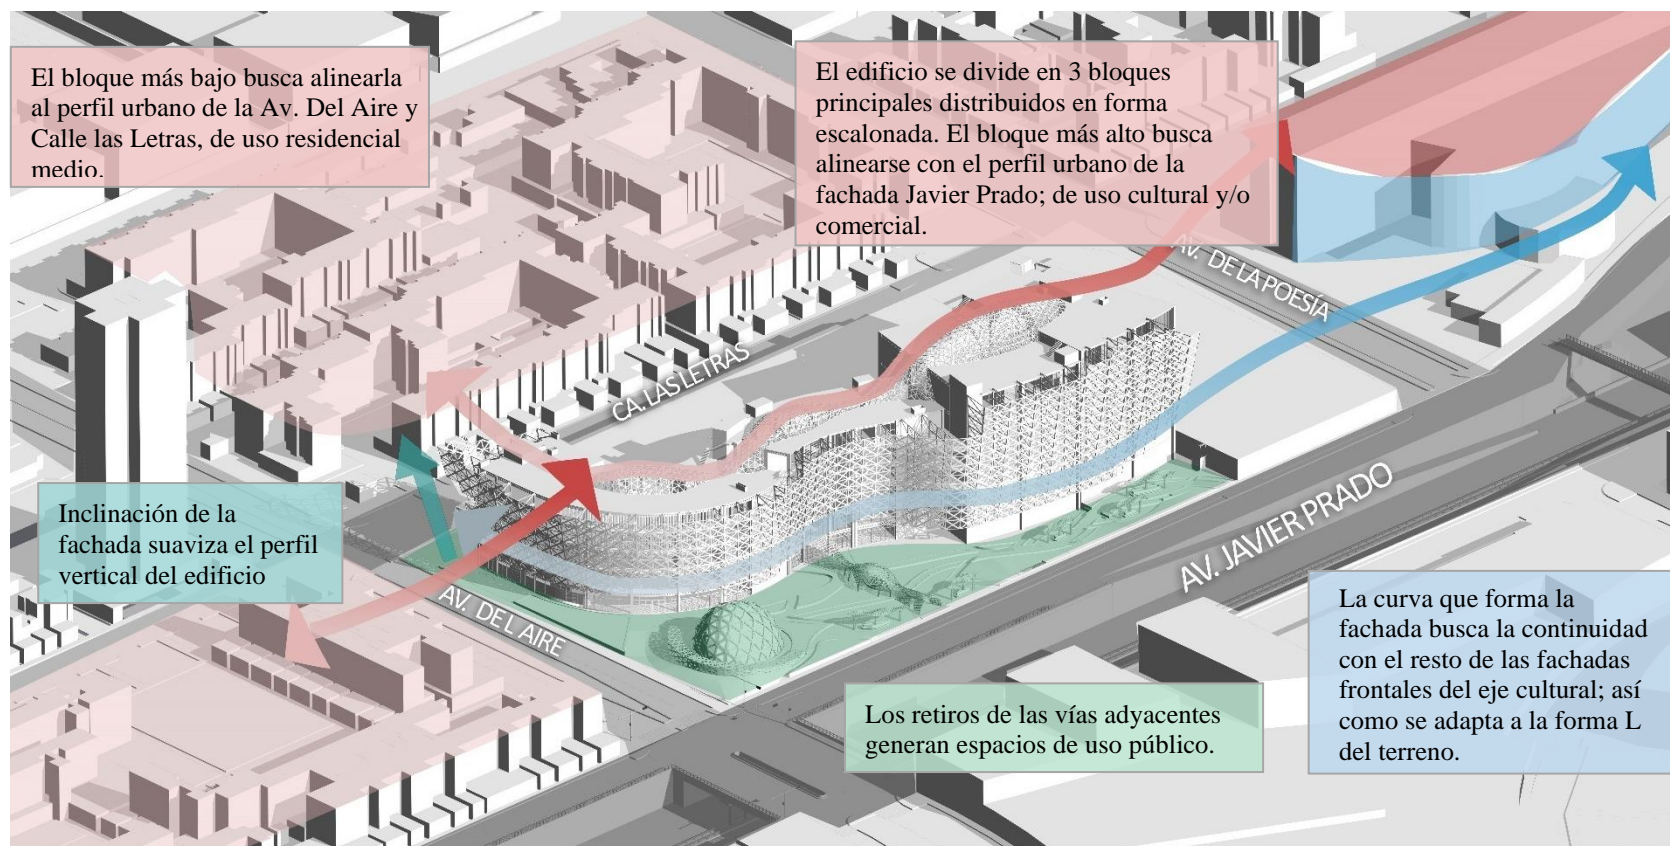 El bloque más bajo busca alinearla
al perfil urbano de la Av. Del Aire y
Calle las Letras, de uso residencial
medio.
El edificio se divide en 3 bloques
principales distribuidos en forma
escalonada. El bloque más alto busca
alinearse con el perfil urbano de la
fachada Javier Prado; de uso cultural y/o
comercial.
AV. DE LA POESÍA
CA. LAS LETRAS
Inclinación de la
fachada suaviza el perfil
vertical del edificio
AV. DEL AIRE
AV. JAVIER PRADO
La curva que forma la
fachada busca la continuidad
con el resto de las fachadas
frontales del eje cultural; así
como se adapta a la forma L
del terreno.
Los retiros de las vías adyacentes
generan espacios de uso público.